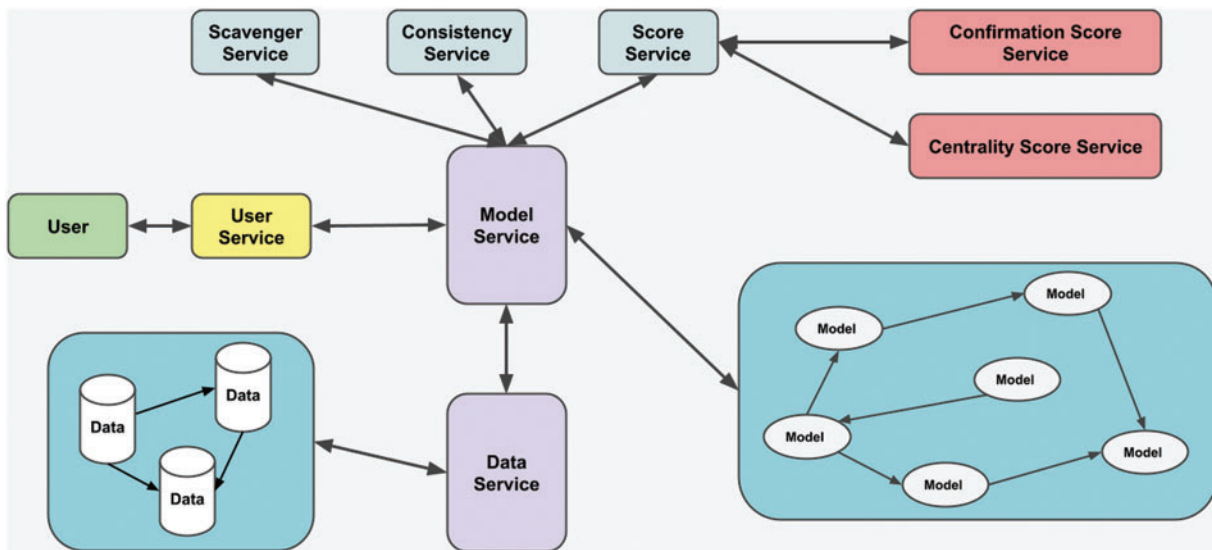 Scavenger
Service
Consistency
Service
Score
Service
Confirmation Score
Service
Centrality Score Service
User
User
Service
Model
Service
Model
Model
Model
Model
Model
Model
Data
Data
Data
Data
Service